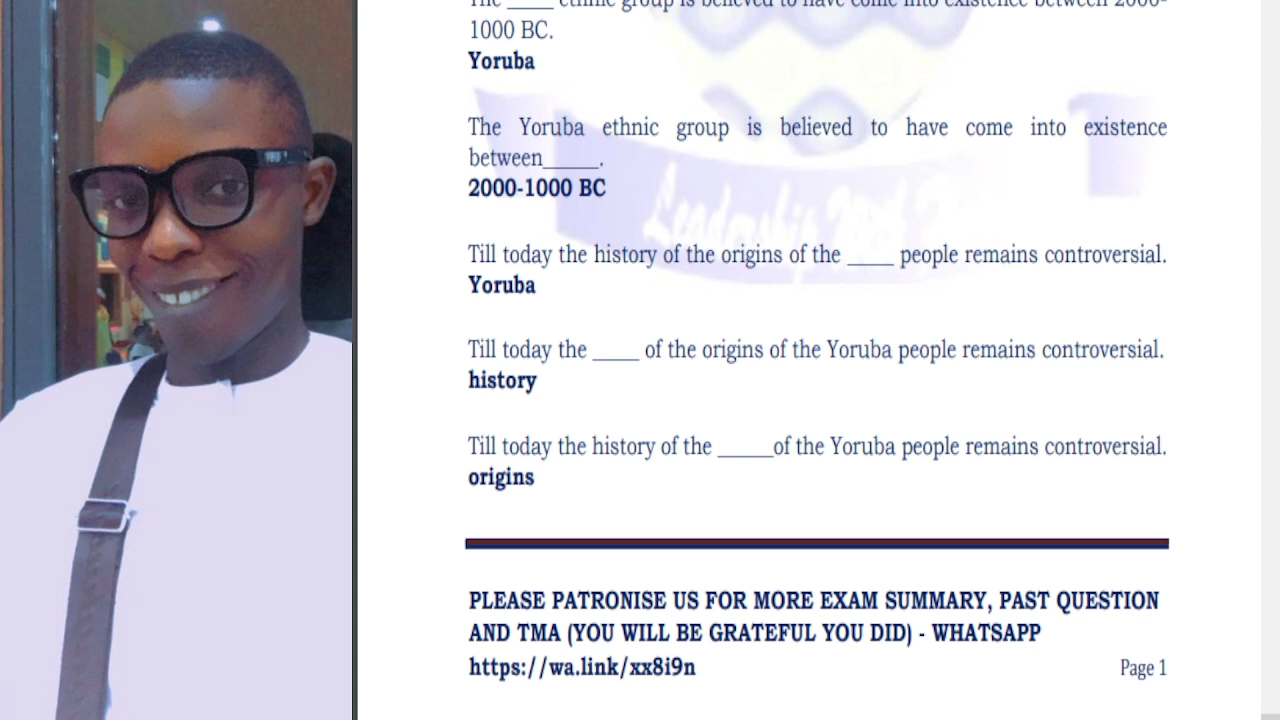 The _____ ethnic group is believed to have come into existence between 2000-
1000 BC.
Yoruba
The Yoruba ethnic group is believed to have come into existence
between______.
2000-1000 BC
Till today the history of the origins of the _____ people remains controversial.
Yoruba
Till today the _____ of the origins of the Yoruba people remains controversial.
history
Till today the history of the ______of the Yoruba people remains controversial.
origins
PLEASE PATRONISE US FOR MORE EXAM SUMMARY, PAST QUESTION
AND TMA (YOU WILL BE GRATEFUL YOU DID) - WHATSAPP
https://wa.link/xx8i9n
Page 1